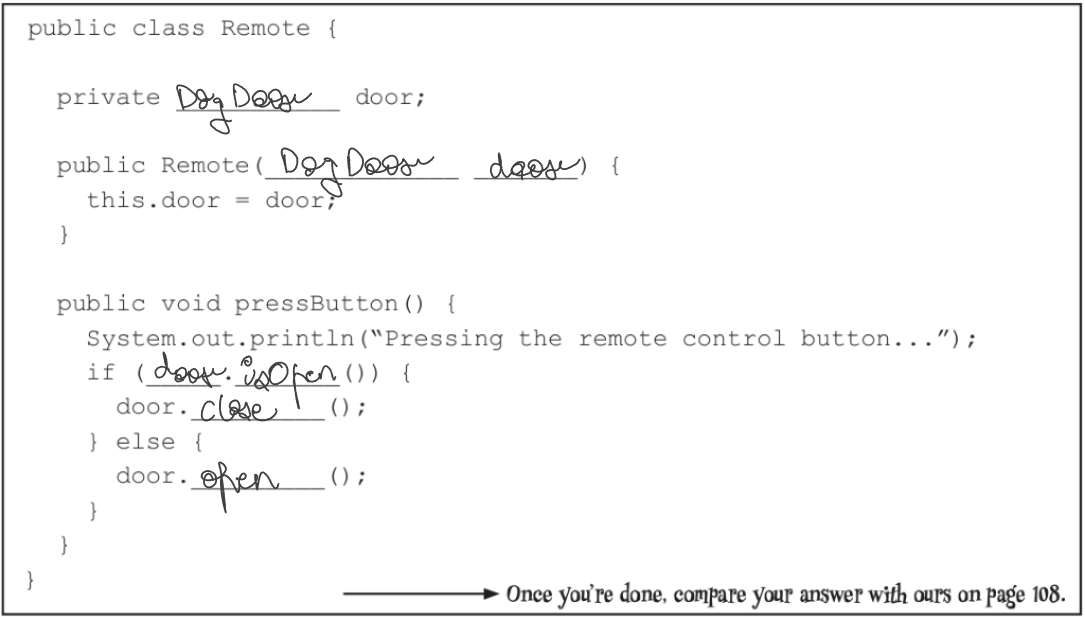 public class Remote {
private DogDoor door;
public Remote(DogDoor door) {
this.door = door;
}
public void pressButton() {
System.out.println(“Pressing the remote control button...”);
if (door.isOpen()) {
door.close();
} else {
door.open();
}
}
}
Once you're done, compare your answer with ours on page 108.